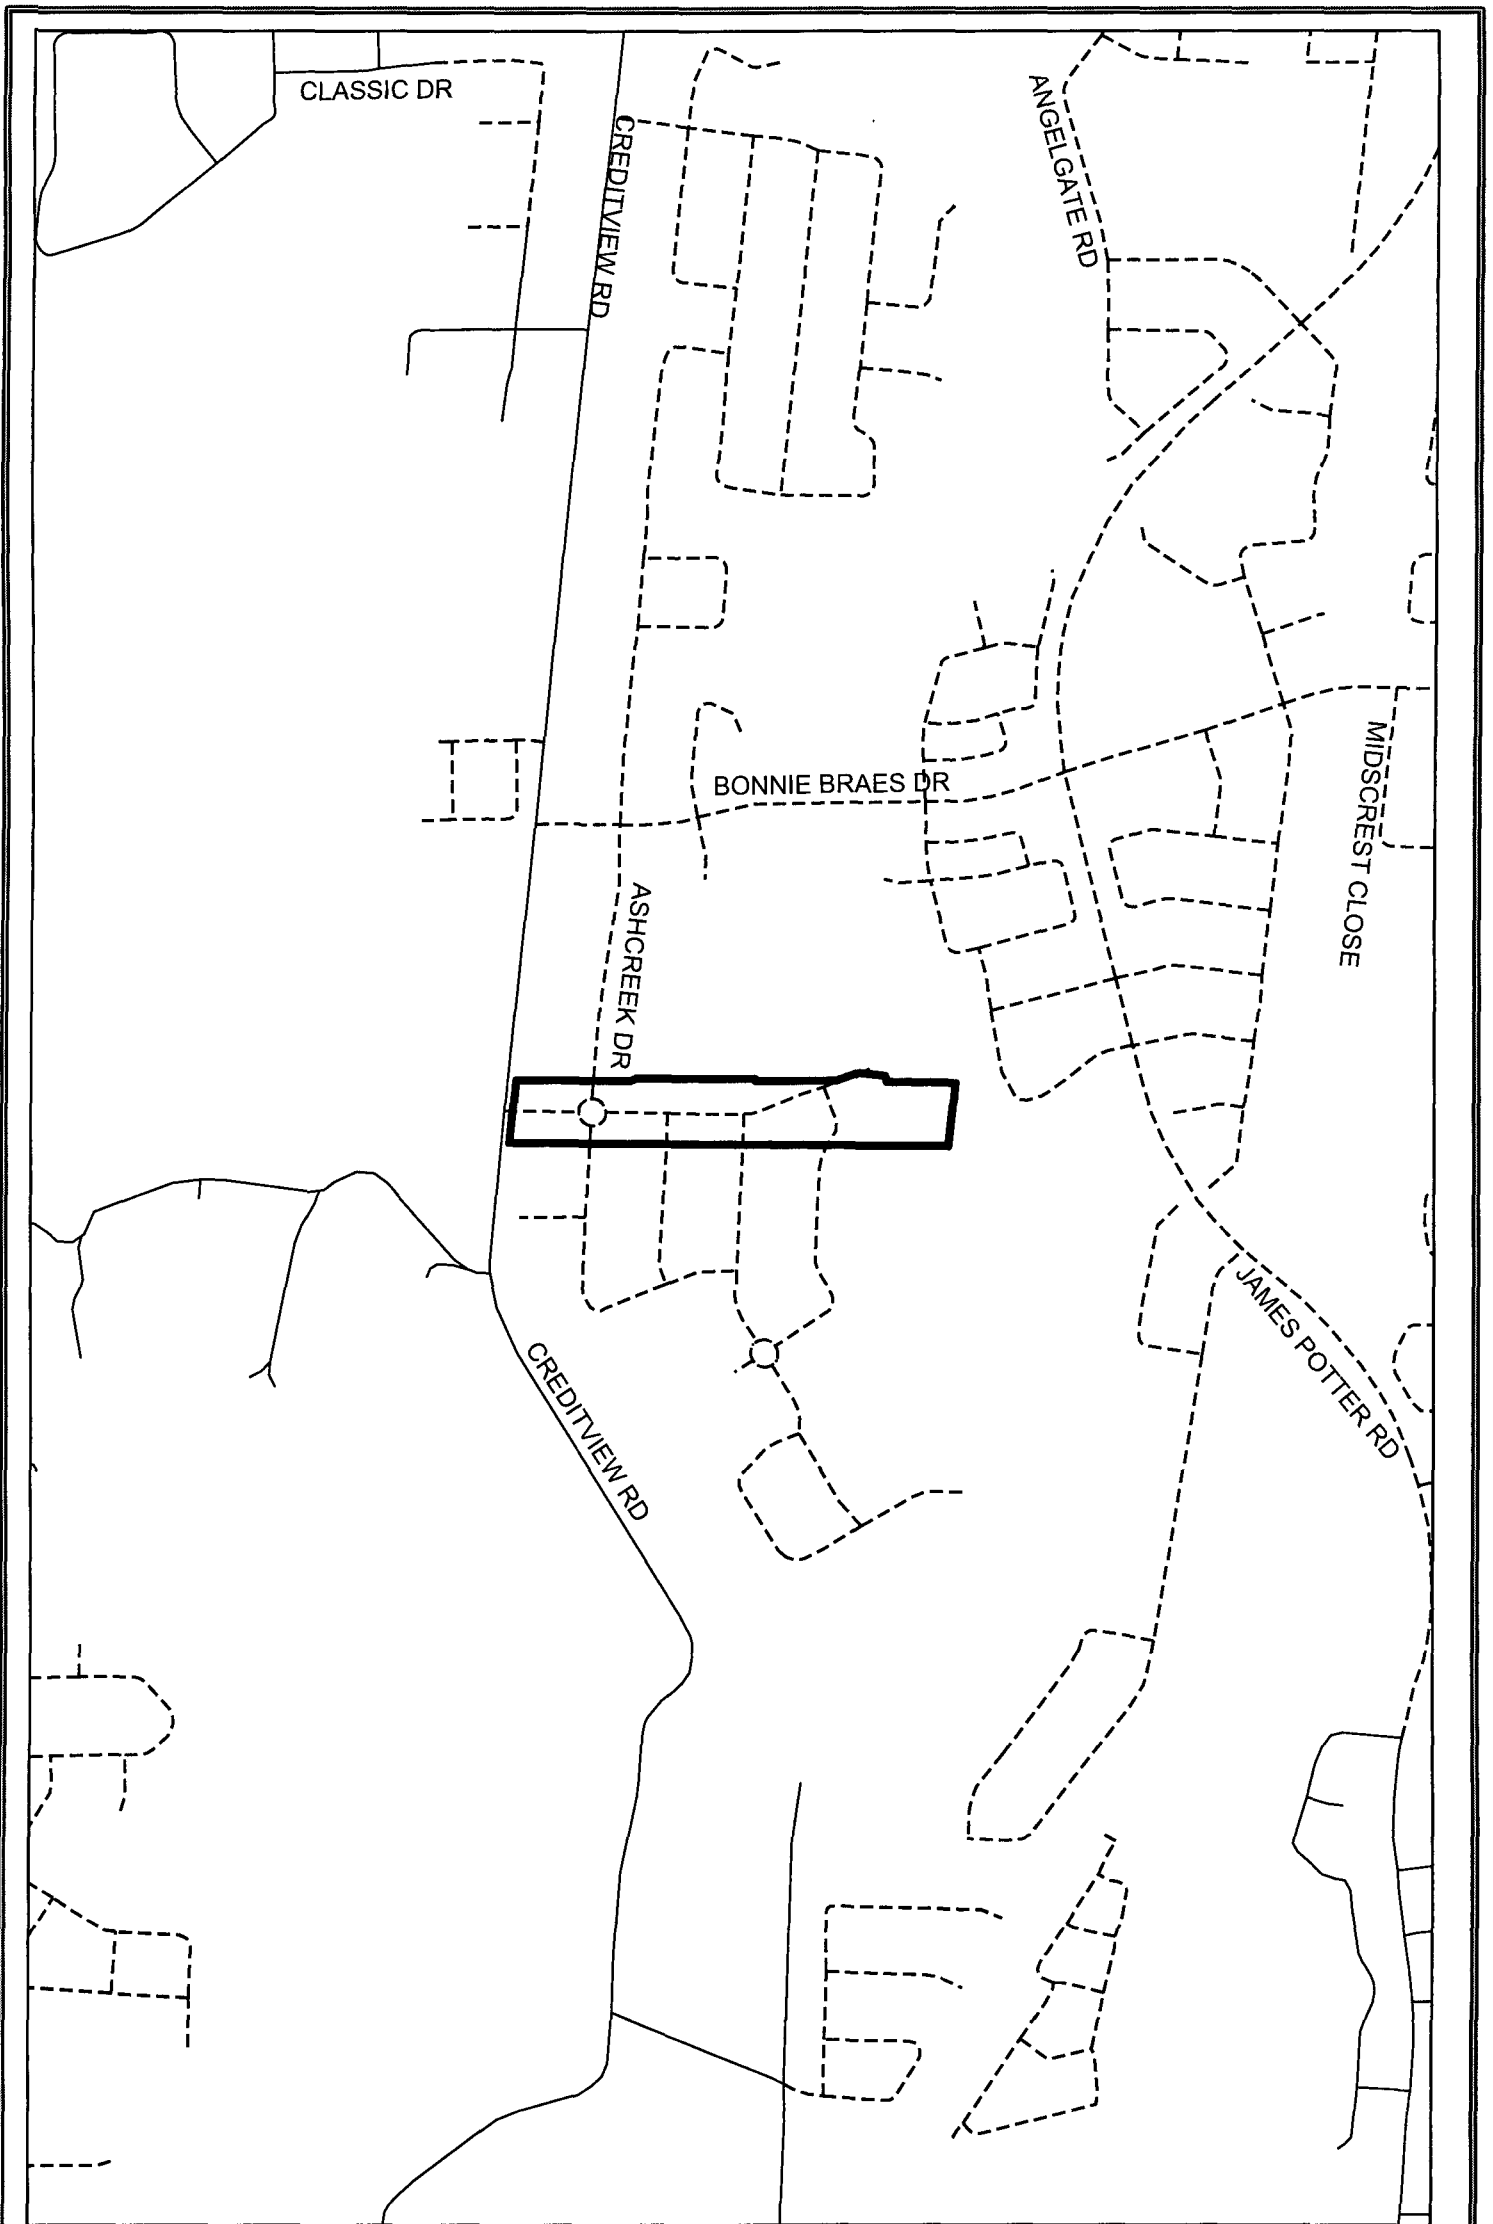 CLASSIC DR
CREDITVIEW RD
ANGELGATE RD
BONNIE BRAES DR
MIDSCREST CLOSE
ASHCREEK DR
JAMES POTTER RD
CREDITVIEW RD